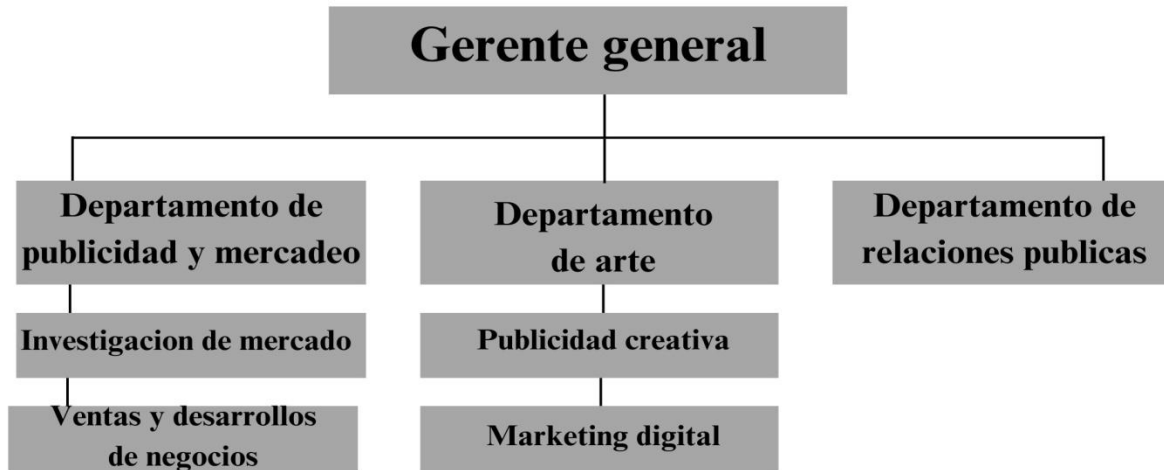 Gerente general
Departamento de
publicidad y mercadeo
Departamento
de arte
Departamento de
relaciones publicas
Investigacion de mercado
Publicidad creativa
Ventas y desarrollos
de negocios
Marketing digital